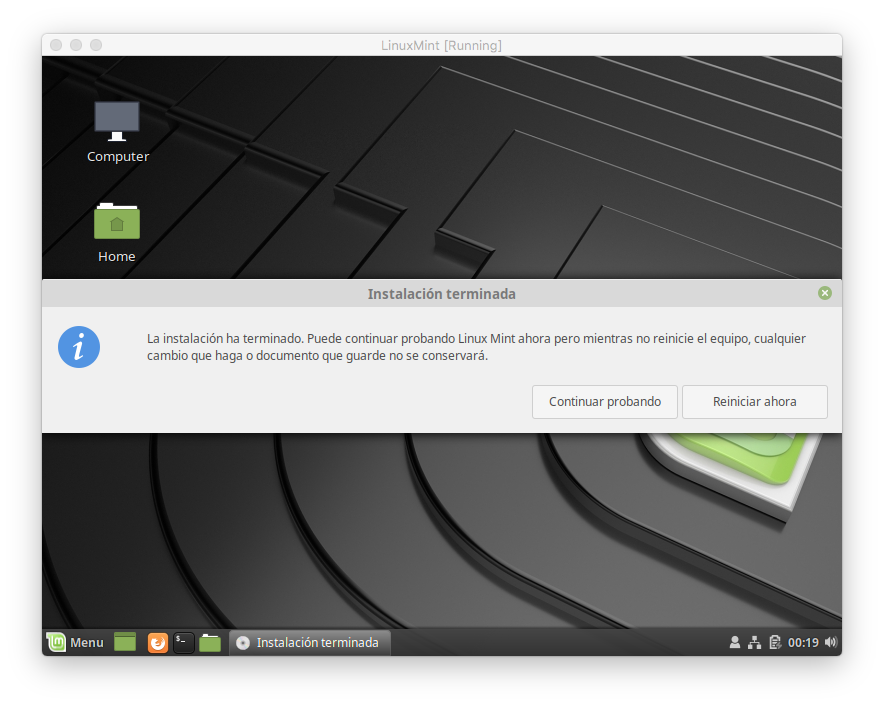 LinuxMint [Running]
Computer
Home
Instalación terminada
La instalación ha terminado. Puede continuar probando Linux Mint ahora pero mientras no reinicie el equipo, cualquier
cambio que haga o documento que guarde no se conservará.
Continuar probando
Reiniciar ahora
Menu
$-
Instalación terminada
00:19